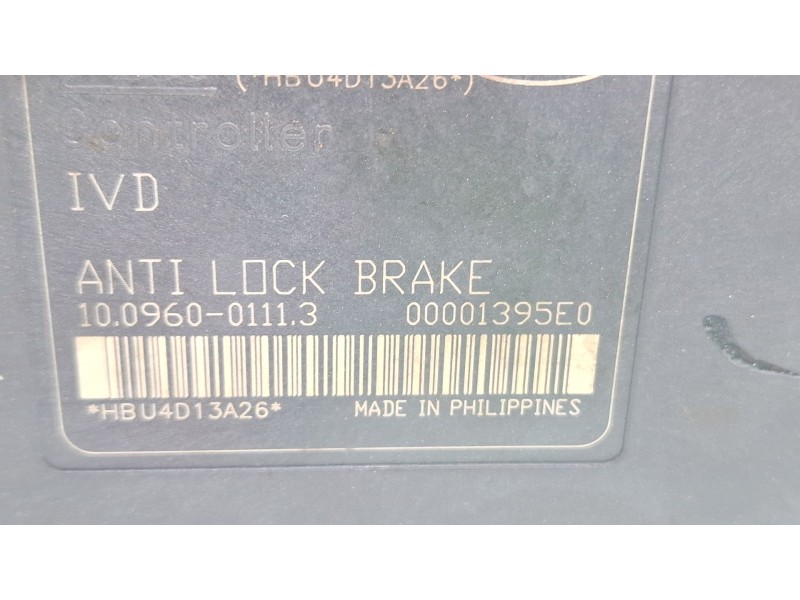 (*HBU4D13A26*)
Controller
IVD
ANTI LOCK BRAKE
10.0960-0111.3 00001395E0
*HBU4D13A26* MADE IN PHILIPPINES